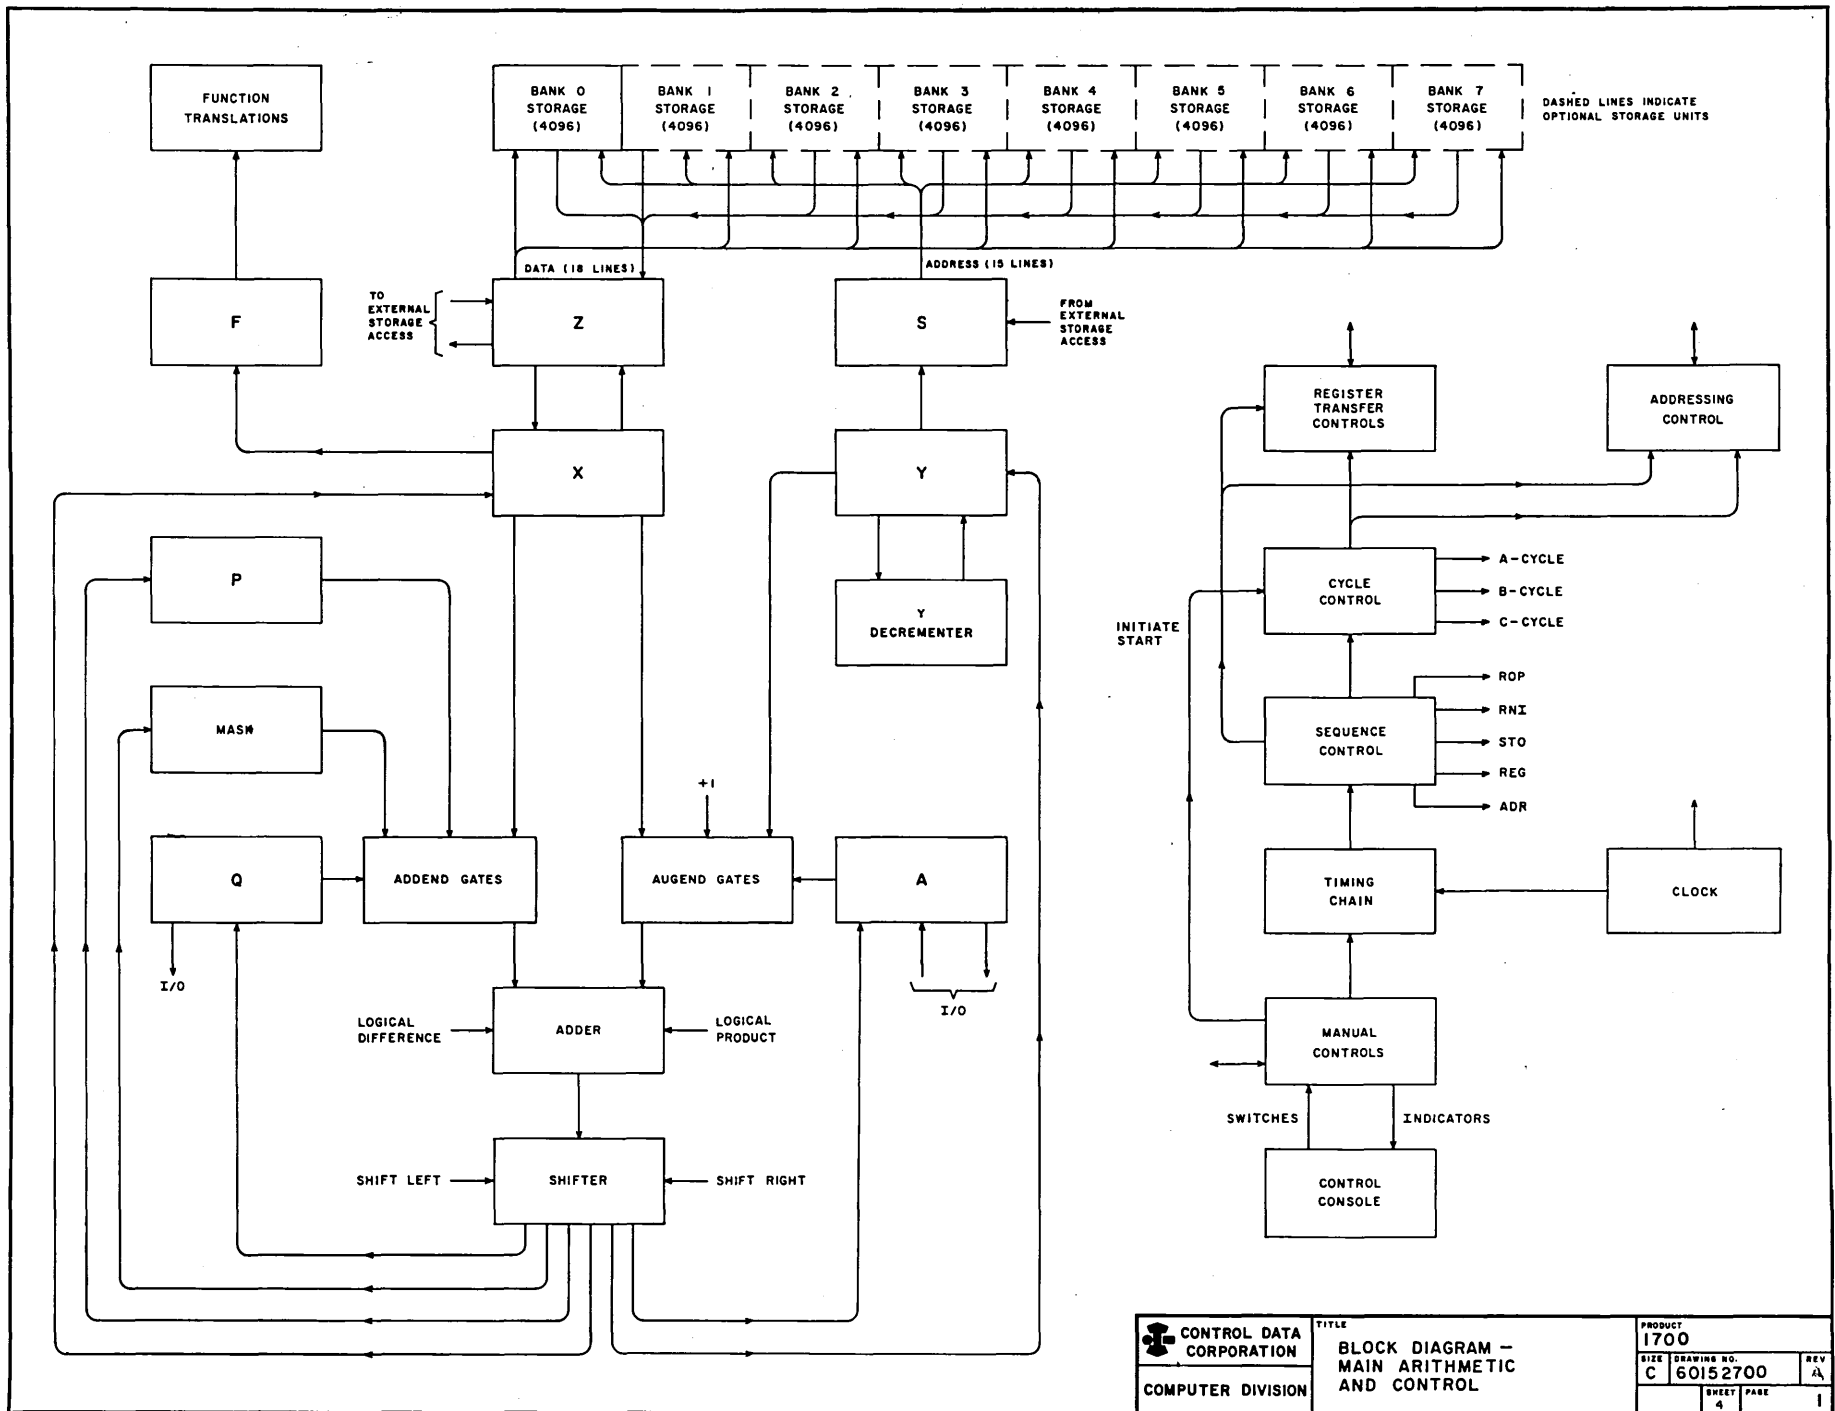 FUNCTION
TRANSLATIONS
BANK 0
STORAGE
(4096)
BANK 1
STORAGE
(4096)
BANK 2
STORAGE
(4096)
BANK 3
STORAGE
(4096)
BANK 4
STORAGE
(4096)
BANK 5
STORAGE
(4096)
BANK 6
STORAGE
(4096)
BANK 7
STORAGE
(4096)
DASHED LINES INDICATE
OPTIONAL STORAGE UNITS
DATA (18 LINES)
ADDRESS (15 LINES)
F
TO
EXTERNAL
STORAGE
ACCESS
Z
S
FROM
EXTERNAL
STORAGE
ACCESS
REGISTER
TRANSFER
CONTROLS
ADDRESSING
CONTROL
X
Y
P
Y
DECREMENTER
INITIATE
START
CYCLE
CONTROL
A-CYCLE
B-CYCLE
C-CYCLE
MASK
SEQUENCE
CONTROL
ROP
RNI
STO
REG
ADR
+1
Q
ADDEND GATES
AUGEND GATES
A
TIMING
CHAIN
CLOCK
I/O
I/O
LOGICAL
DIFFERENCE
ADDER
LOGICAL
PRODUCT
MANUAL
CONTROLS
SWITCHES
INDICATORS
SHIFT LEFT
SHIFTER
SHIFT RIGHT
CONTROL
CONSOLE
CONTROL DATA
CORPORATION
COMPUTER DIVISION
TITLE
BLOCK DIAGRAM -
MAIN ARITHMETIC
AND CONTROL
PRODUCT
1700
SIZE
C
DRAWING NO.
60152700
REV
A
SHEET
4
PAGE
1